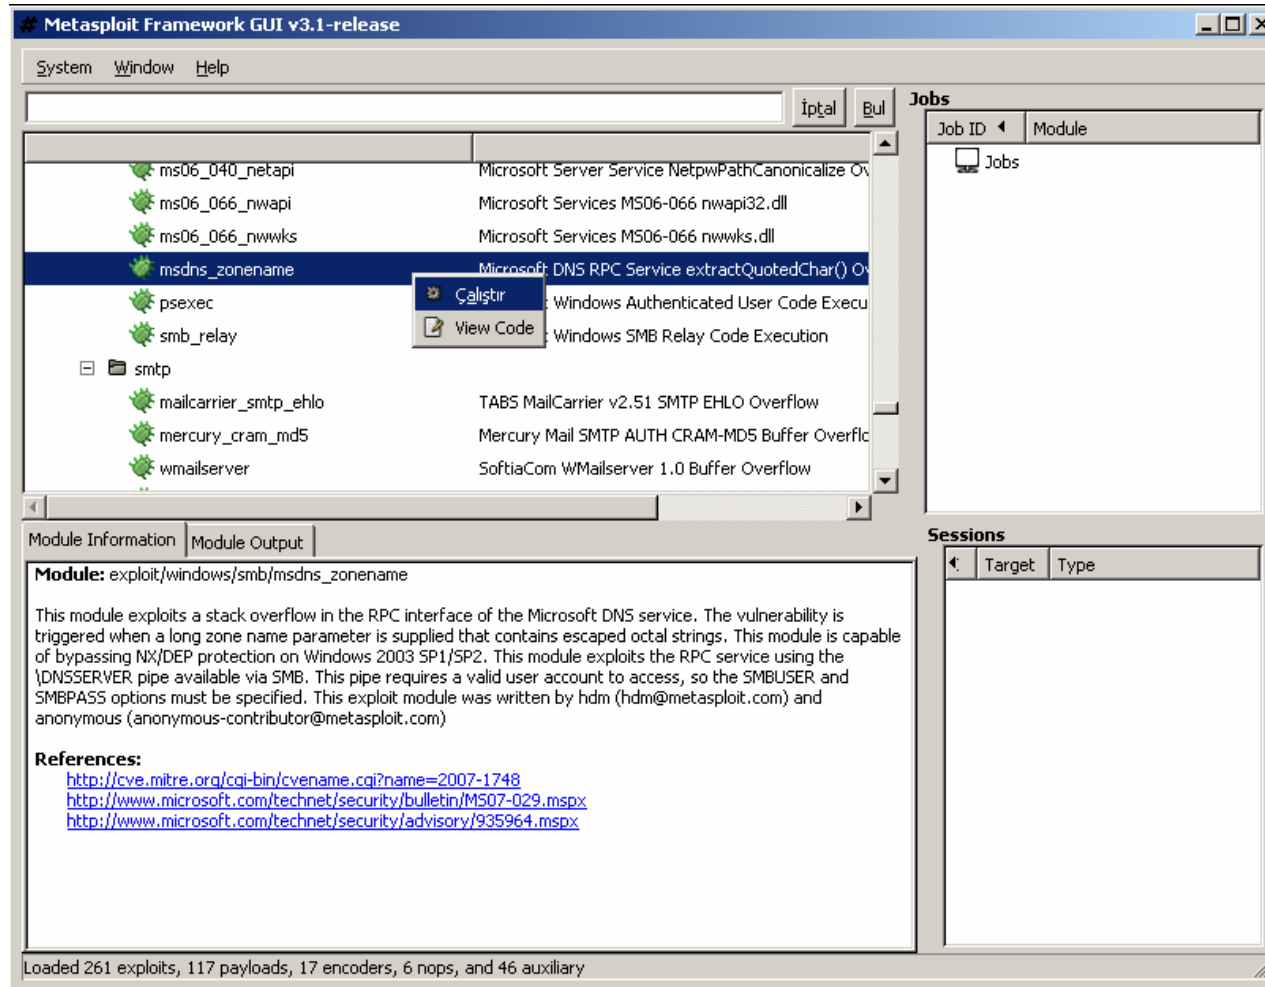 # Metasploit Framework GUI v3.1-release
System Window Help
İptal Bul
ms06_040_netapi Microsoft Server Service NetpwPathCanonicalize Ov
ms06_066_nwapi Microsoft Services MS06-066 nwapi32.dll
ms06_066_nwwks Microsoft Services MS06-066 nwwks.dll
msdns_zonename Microsoft DNS RPC Service extractQuotedChar() Ov
psexec Windows Authenticated User Code Execu
smb_relay Windows SMB Relay Code Execution
Çalıştır
View Code
smtp
mailcarrier_smtp_ehlo TABS MailCarrier v2.51 SMTP EHLO Overflow
mercury_cram_md5 Mercury Mail SMTP AUTH CRAM-MD5 Buffer Overflo
wmailserver SoftiaCom WMailserver 1.0 Buffer Overflow
Jobs
Job ID Module
Jobs
Module Information Module Output
Module: exploit/windows/smb/msdns_zonename
This module exploits a stack overflow in the RPC interface of the Microsoft DNS service. The vulnerability is
triggered when a long zone name parameter is supplied that contains escaped octal strings. This module is capable
of bypassing NX/DEP protection on Windows 2003 SP1/SP2. This module exploits the RPC service using the
\DNSSERVER pipe available via SMB. This pipe requires a valid user account to access, so the SMBUSER and
SMBPASS options must be specified. This exploit module was written by hdm (hdm@metasploit.com) and
anonymous (anonymous-contributor@metasploit.com)
References:
http://cve.mitre.org/cgi-bin/cvename.cgi?name=2007-1748
http://www.microsoft.com/technet/security/bulletin/MS07-029.mspx
http://www.microsoft.com/technet/security/advisory/935964.mspx
Sessions
Target Type
Loaded 261 exploits, 117 payloads, 17 encoders, 6 nops, and 46 auxiliary